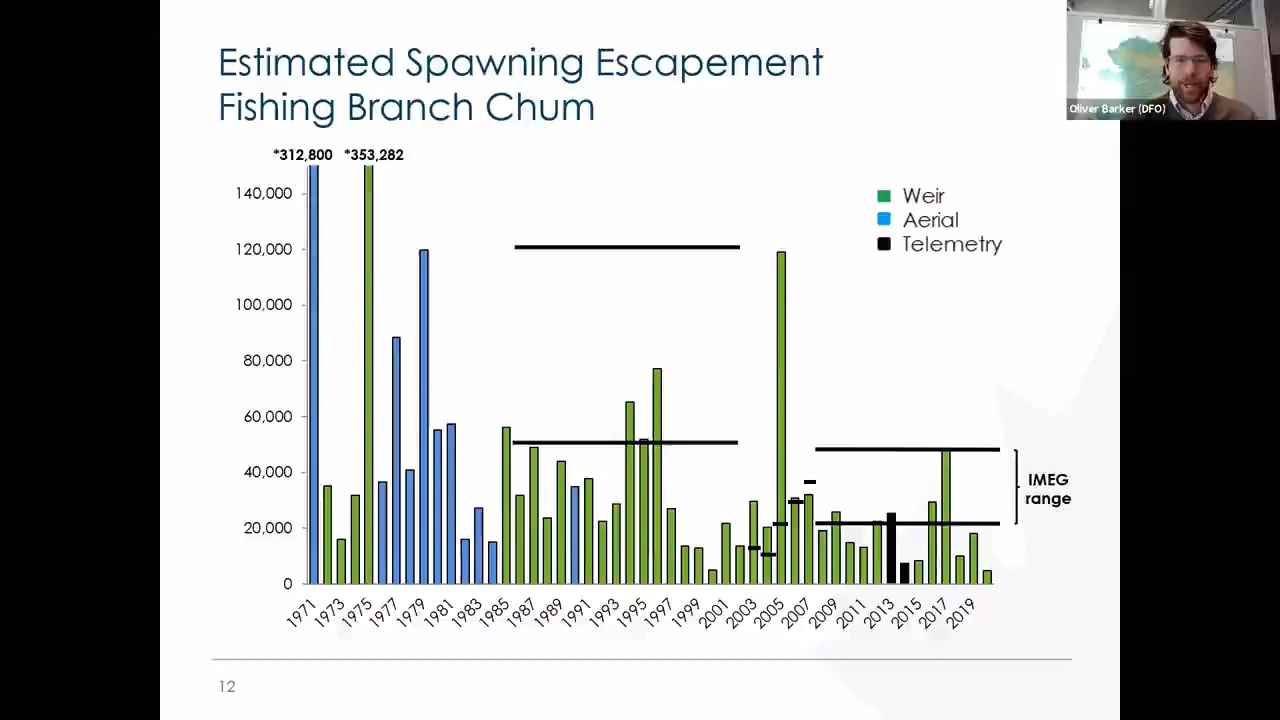 Estimated Spawning Escapement
Fishing Branch Chum
Oliver Barker (DFO)
*312,800 *353,282
140,000
120,000
100,000
80,000
60,000
40,000
20,000
0
Weir
Aerial
Telemetry
IMEG
range
1971 1973 1975 1977 1979 1981 1983 1985 1987 1989 1991 1993 1995 1997 1999 2001 2003 2005 2007 2009 2011 2013 2015 2017 2019
12